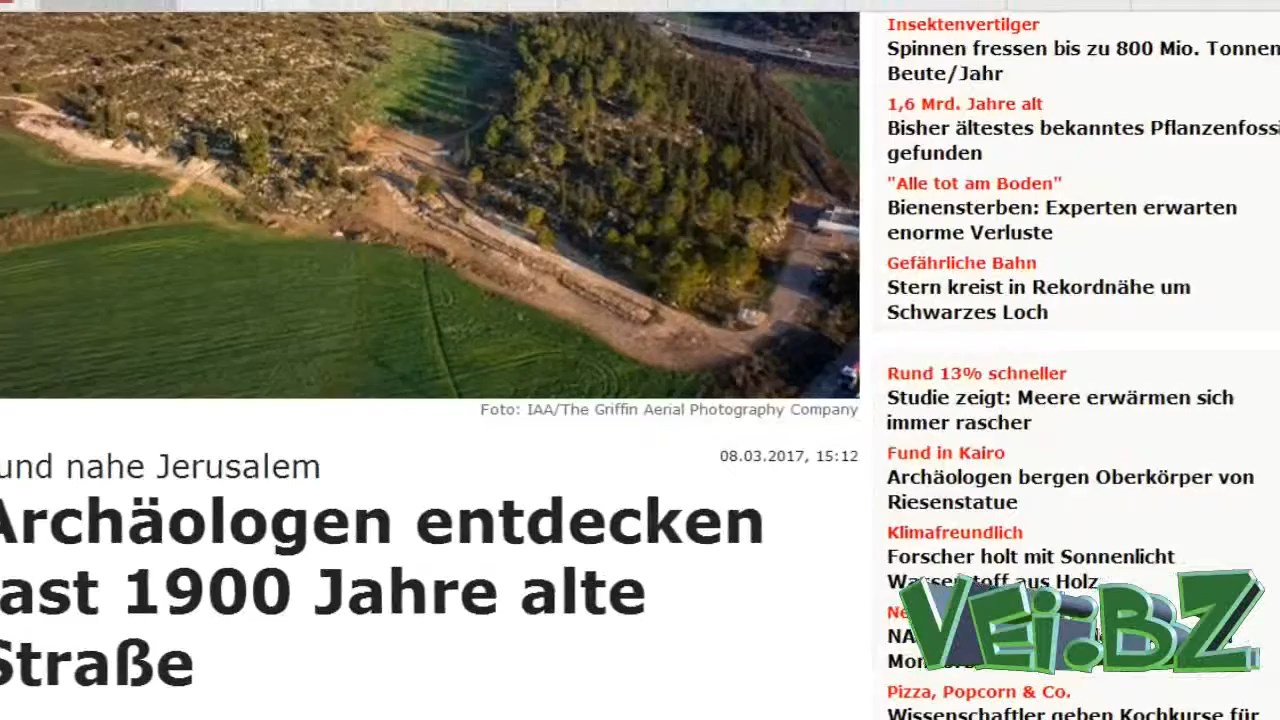 Foto: IAA/The Griffin Aerial Photography Company
08.03.2017, 15:12
und nahe Jerusalem
Archäologen entdecken
ast 1900 Jahre alte
Straße
Insektenvertilger
Spinnen fressen bis zu 800 Mio. Tonnen
Beute/Jahr
1,6 Mrd. Jahre alt
Bisher ältestes bekanntes Pflanzenfossi
gefunden
"Alle tot am Boden"
Bienensterben: Experten erwarten
enorme Verluste
Gefährliche Bahn
Stern kreist in Rekordnähe um
Schwarzes Loch
Rund 13% schneller
Studie zeigt: Meere erwärmen sich
immer rascher
Fund in Kairo
Archäologen bergen Oberkörper von
Riesenstatue
Klimafreundlich
Forscher holt mit Sonnenlicht
Wasserstoff aus Holz
VEi:BZ
Pizza, Popcorn & Co.
Wissenschaftler geben Kochkurse für